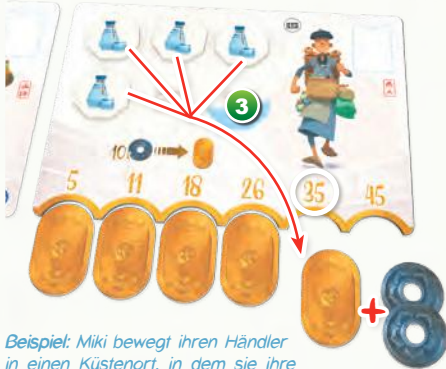 3
10
5 11 18 26 35 45
+
Beispiel: Miki bewegt ihren Händler
in einen Küstenort, in dem sie ihre